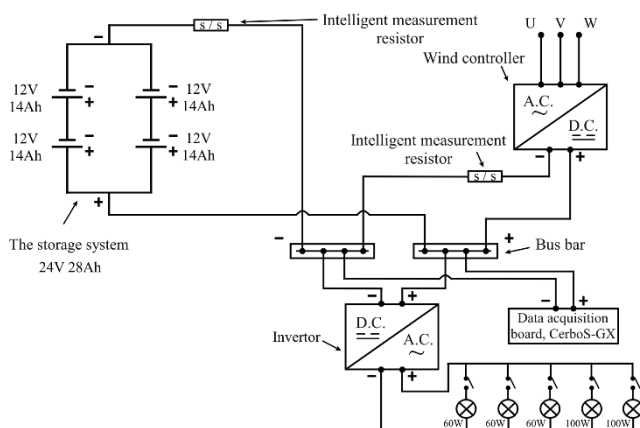 U V W
s / s
Intelligent measurement
resistor
Wind controller
12V
14Ah
12V
14Ah
12V
14Ah
12V
14Ah
A.C.
D.C.
Intelligent measurement
resistor
s / s
The storage system
24V 28Ah
Bus bar
Data acquisition
board, CerboS-GX
Invertor
D.C.
A.C.
60W 60W 60W 100W 100W